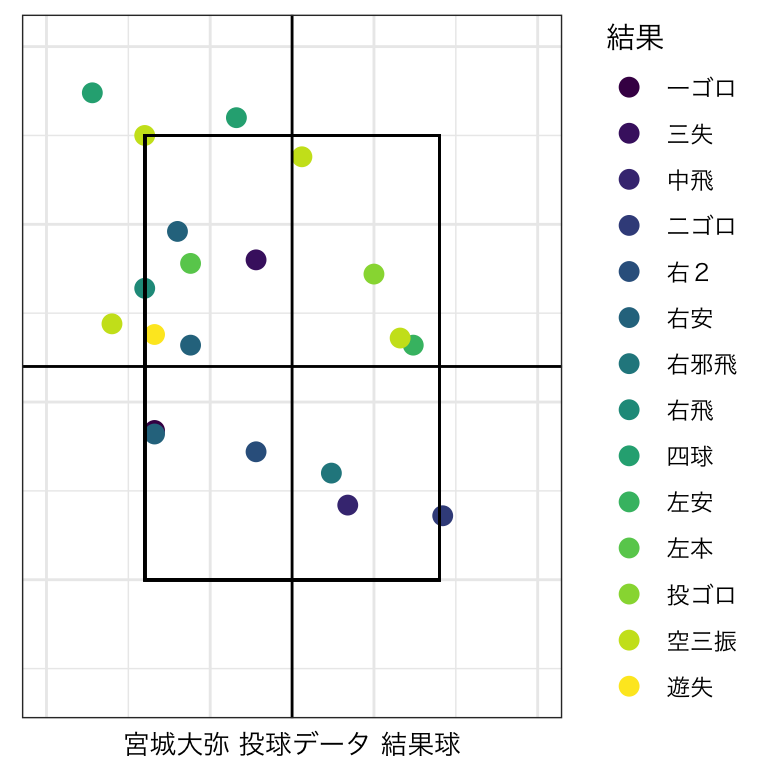 結果
一ゴロ
三失
中飛
二ゴロ
右２
右安
右邪飛
右飛
四球
左安
左本
投ゴロ
空三振
遊失
宮城大弥 投球データ 結果球